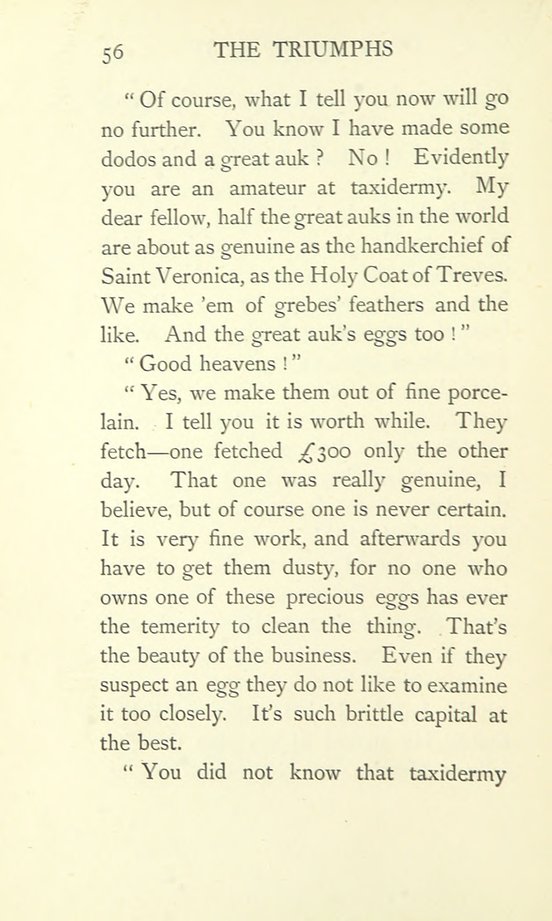 56 THE TRIUMPHS
“ Of course, what I tell you now will go
no further. You know I have made some
dodos and a great auk ? No ! Evidently
you are an amateur at taxidermy. My
dear fellow, half the great auks in the world
are about as genuine as the handkerchief of
Saint Veronica, as the Holy Coat of Treves.
We make ’em of grebes’ feathers and the
like. And the great auk’s eggs too ! ”
“ Good heavens ! ”
“ Yes, we make them out of fine porce-
lain. I tell you it is worth while. They
fetch—one fetched £300 only the other
day. That one was really genuine, I
believe, but of course one is never certain.
It is very fine work, and afterwards you
have to get them dusty, for no one who
owns one of these precious eggs has ever
the temerity to clean the thing. That’s
the beauty of the business. Even if they
suspect an egg they do not like to examine
it too closely. It’s such brittle capital at
the best.
“ You did not know that taxidermy